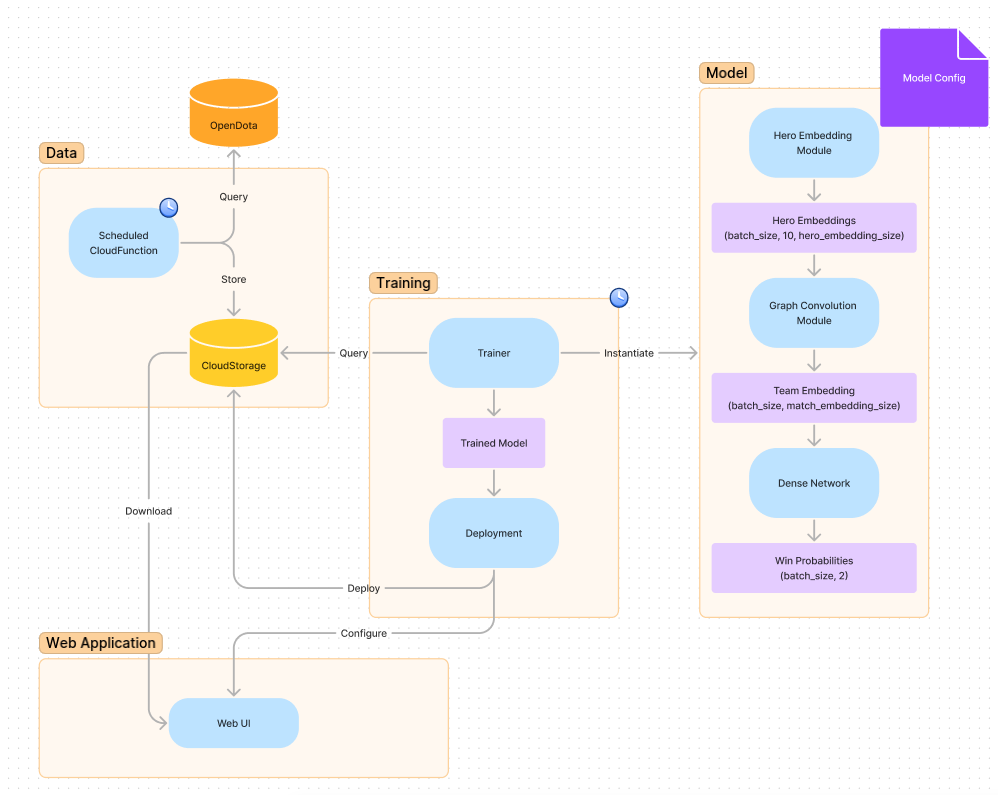 Model
Model Config
OpenDota
Hero Embedding
Module
Data
Query
Scheduled
CloudFunction
Hero Embeddings
(batch_size, 10, hero_embedding_size)
Store
Training
Graph Convolution
Module
CloudStorage
Query
Trainer
Instantiate
Team Embedding
(batch_size, match_embedding_size)
Trained Model
Dense Network
Download
Deployment
Win Probabilities
(batch_size, 2)
Deploy
Configure
Web Application
Web UI